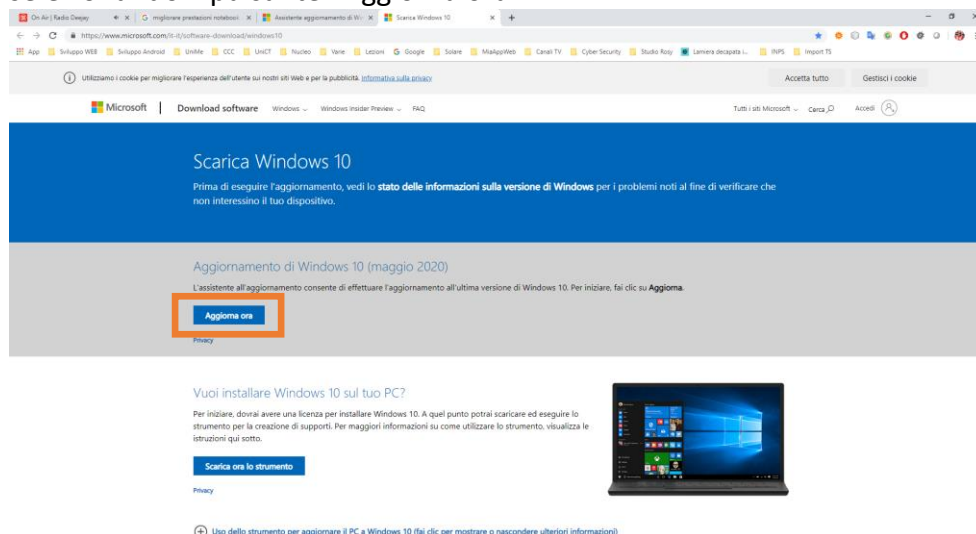 On Air | Radio Deejay
migliorare prestazioni notebook
Assistente aggiornamento di Wi
Scarica Windows 10
https://www.microsoft.com/it-it/software-download/windows10
App Sviluppo WEB Sviluppo Android UniMe CCC UniCT Nucleo Varie Lezioni Google Solare MiaAppWeb Canali TV Cyber Security Studio Rosy Lamiera decapata i... INPS Import TS
Utilizziamo i cookie per migliorare l'esperienza dell'utente sui nostri siti Web e per la pubblicità. Informativa sulla privacy Accetta tutto Gestisci i cookie
Microsoft Download software Windows Windows Insider Preview FAQ Tutti i siti Microsoft Cerca Accedi
Scarica Windows 10
Prima di eseguire l'aggiornamento, vedi lo stato delle informazioni sulla versione di Windows per i problemi noti al fine di verificare che
non interessino il tuo dispositivo.
Aggiornamento di Windows 10 (maggio 2020)
L'assistente all'aggiornamento consente di effettuare l'aggiornamento all'ultima versione di Windows 10. Per iniziare, fai clic su Aggiorna.
Aggiorna ora
Privacy
Vuoi installare Windows 10 sul tuo PC?
Per iniziare, dovrai avere una licenza per installare Windows 10. A quel punto potrai scaricare ed eseguire lo
strumento per la creazione di supporti. Per maggiori informazioni su come utilizzare lo strumento, visualizza le
istruzioni qui sotto.
Scarica ora lo strumento
Privacy
Uso dello strumento per aggiornare il PC a Windows 10 (fai clic per mostrare o nascondere ulteriori informazioni)